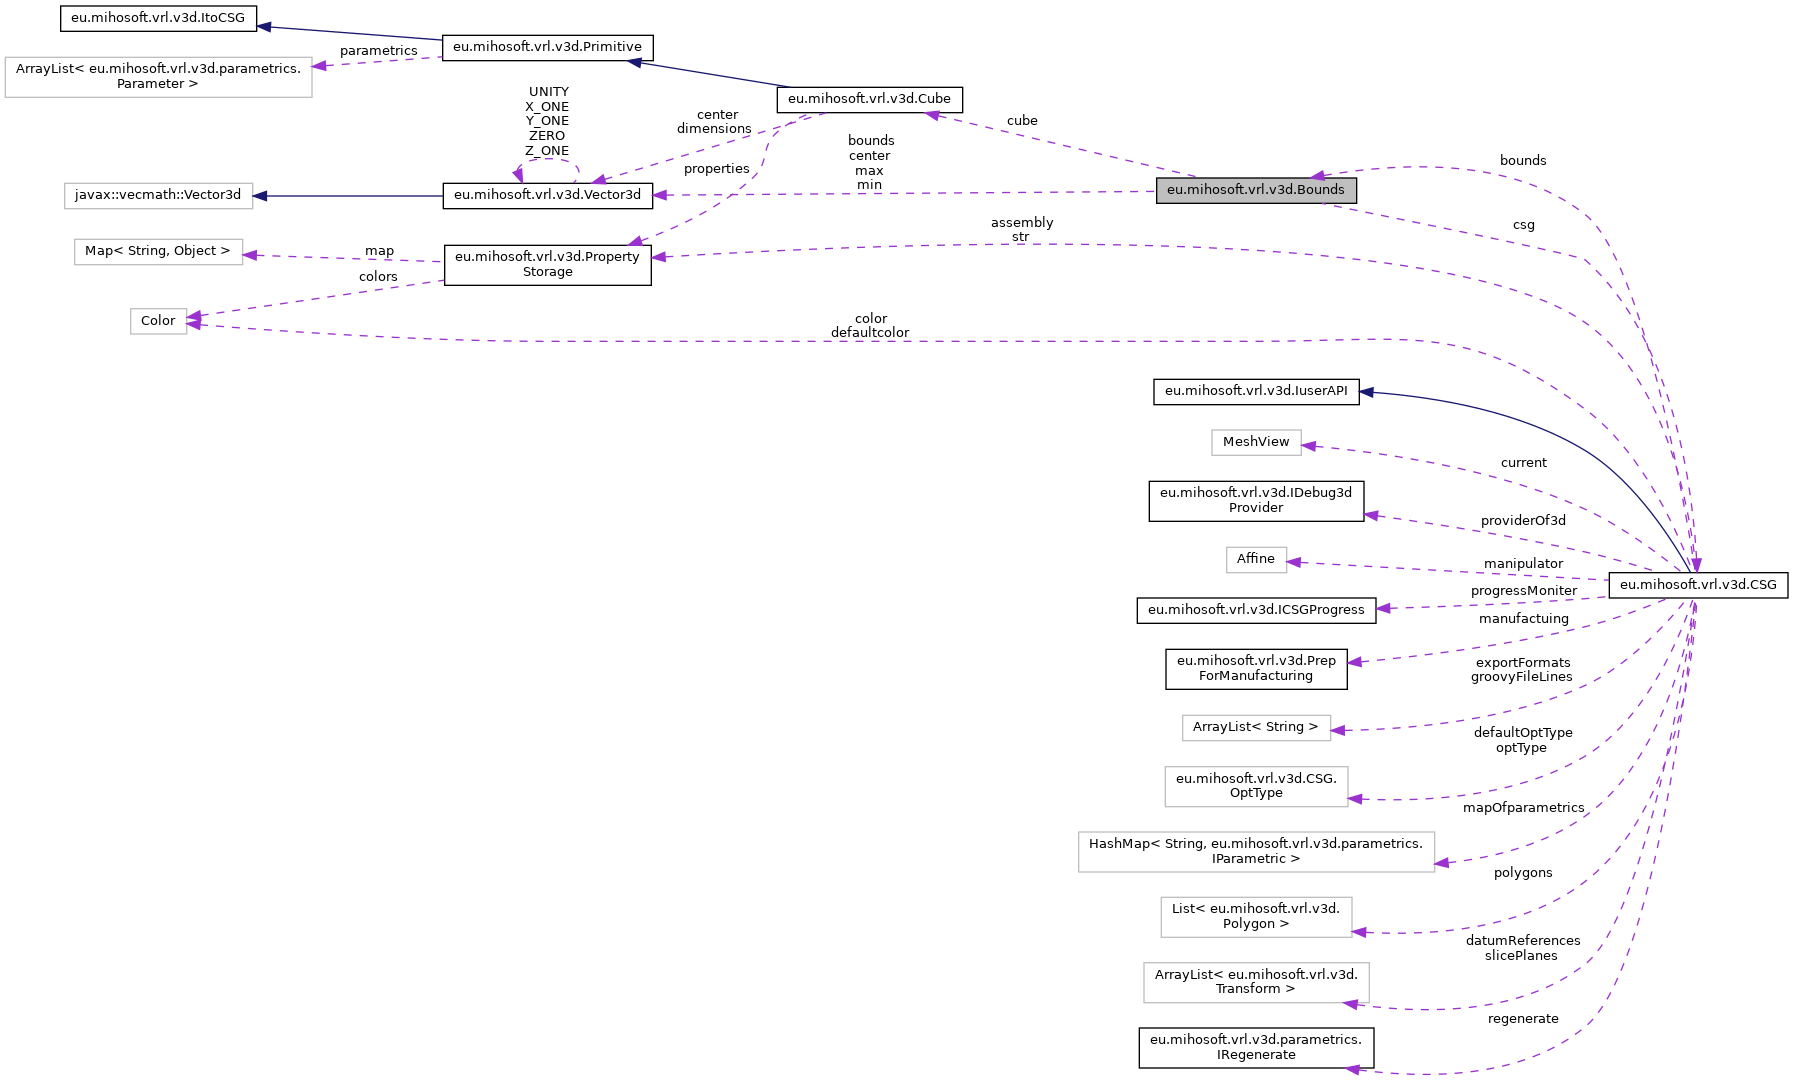 eu.mihosoft.vrl.v3d.ItoCSG
eu.mihosoft.vrl.v3d.Primitive
parametrics
ArrayList< eu.mihosoft.vrl.v3d.parametrics.
Parameter >
UNITY
X_ONE
Y_ONE
ZERO
Z_ONE
eu.mihosoft.vrl.v3d.Cube
center
dimensions
cube
properties
bounds
center
max
min
bounds
javax::vecmath::Vector3d
eu.mihosoft.vrl.v3d.Vector3d
eu.mihosoft.vrl.v3d.Bounds
csg
assembly
str
Map< String, Object >
map
eu.mihosoft.vrl.v3d.Property
Storage
colors
Color
color
defaultcolor
eu.mihosoft.vrl.v3d.IuserAPI
MeshView
current
eu.mihosoft.vrl.v3d.IDebug3d
Provider
providerOf3d
Affine
manipulator
eu.mihosoft.vrl.v3d.CSG
progressMoniter
eu.mihosoft.vrl.v3d.ICSGProgress
manufactuing
eu.mihosoft.vrl.v3d.Prep
ForManufacturing
exportFormats
groovyFileLines
ArrayList< String >
defaultOptType
optType
eu.mihosoft.vrl.v3d.CSG.
OptType
mapOfparametrics
HashMap< String, eu.mihosoft.vrl.v3d.parametrics.
IParametric >
polygons
List< eu.mihosoft.vrl.v3d.
Polygon >
datumReferences
slicePlanes
ArrayList< eu.mihosoft.vrl.v3d.
Transform >
regenerate
eu.mihosoft.vrl.v3d.parametrics.
IRegenerate